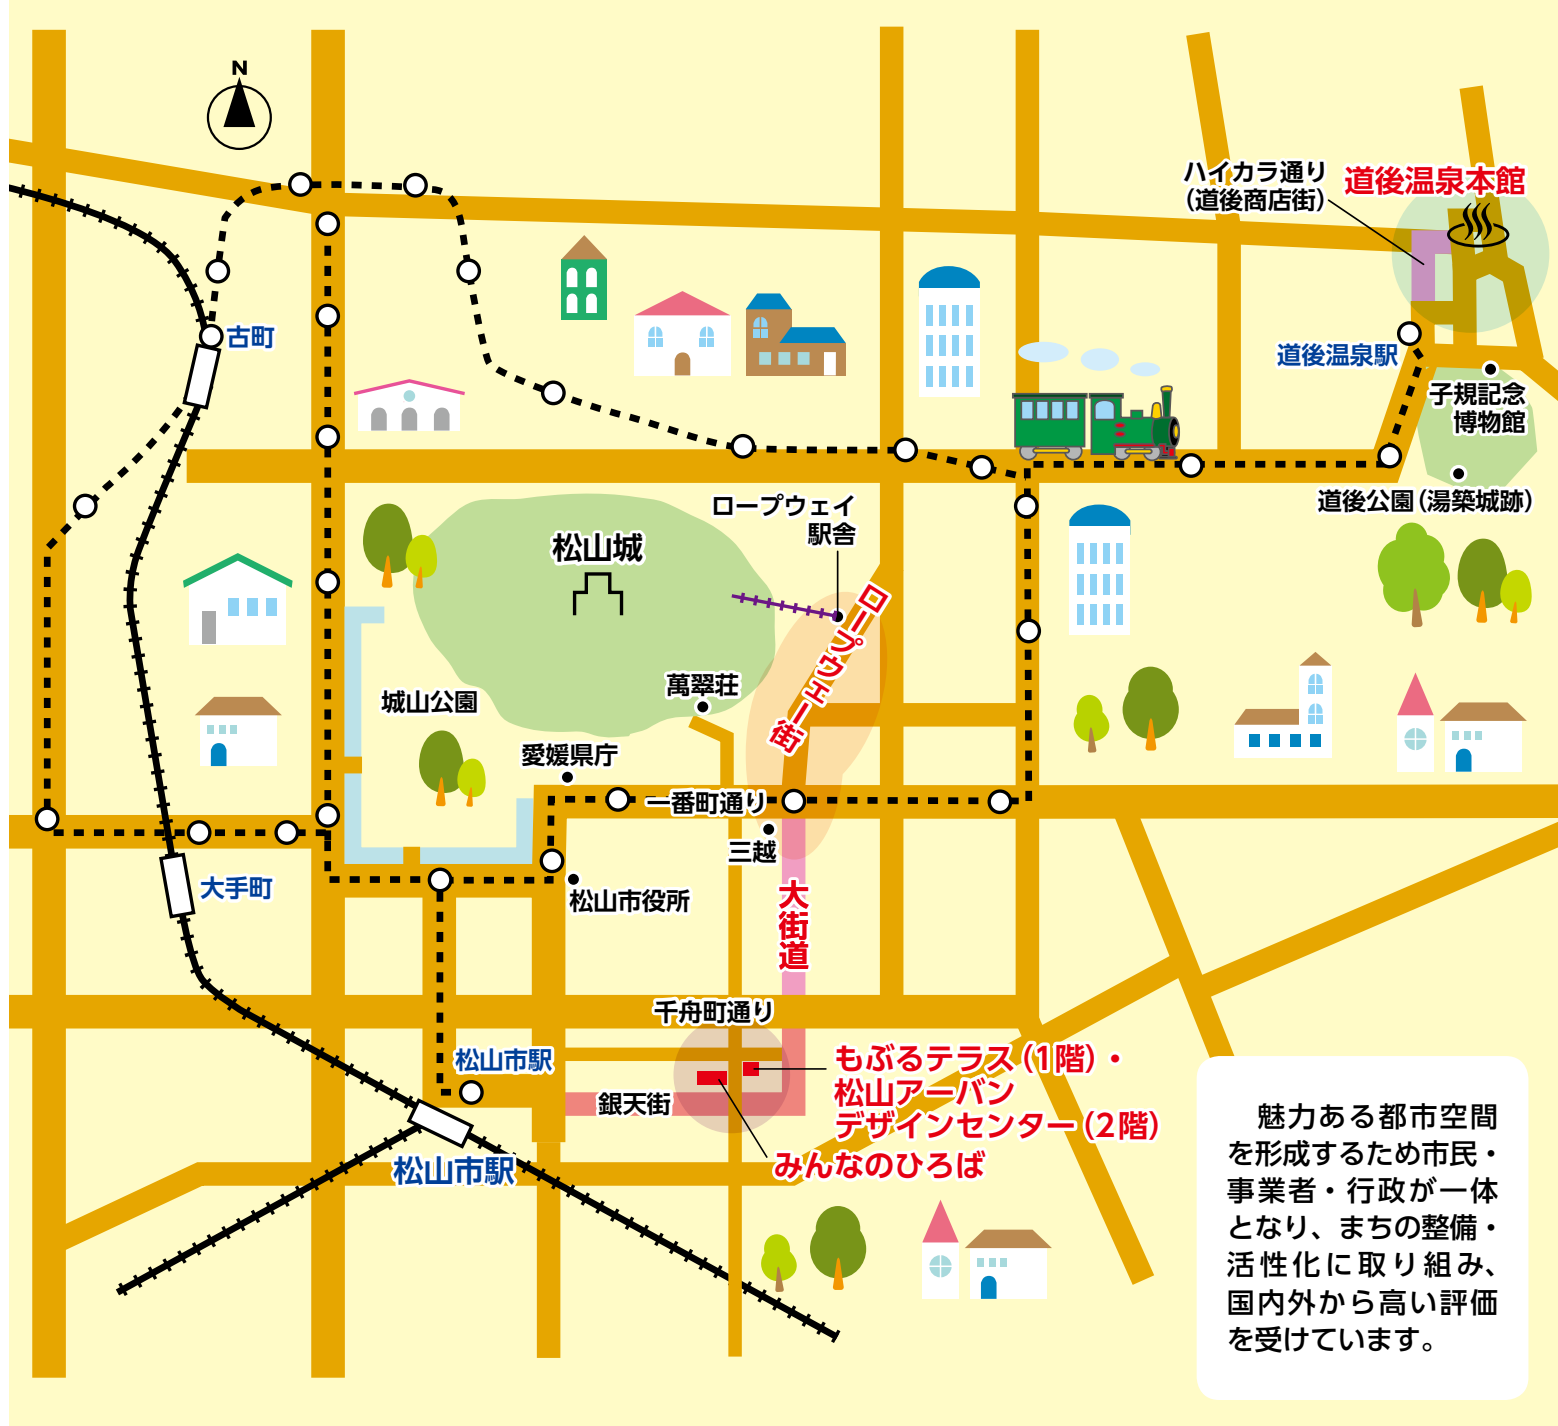 N
ハイカラ通り
(道後商店街)
道後温泉本館
古町
道後温泉駅
子規記念
博物館
道後公園(湯築城跡)
ロープウェイ
駅舎
松山城
ロープウェー街
萬翠荘
城山公園
愛媛県庁
一番町通り
三越
大手町
松山市役所
大街道
千舟町通り
松山市駅
もぶるテラス(1階)・
松山アーバン
デザインセンター(2階)
銀天街
みんなのひろば
松山市駅
魅力ある都市空間
を形成するため市民・
事業者・行政が一体
となり、まちの整備・
活性化に取り組み、
国内外から高い評価
を受けています。